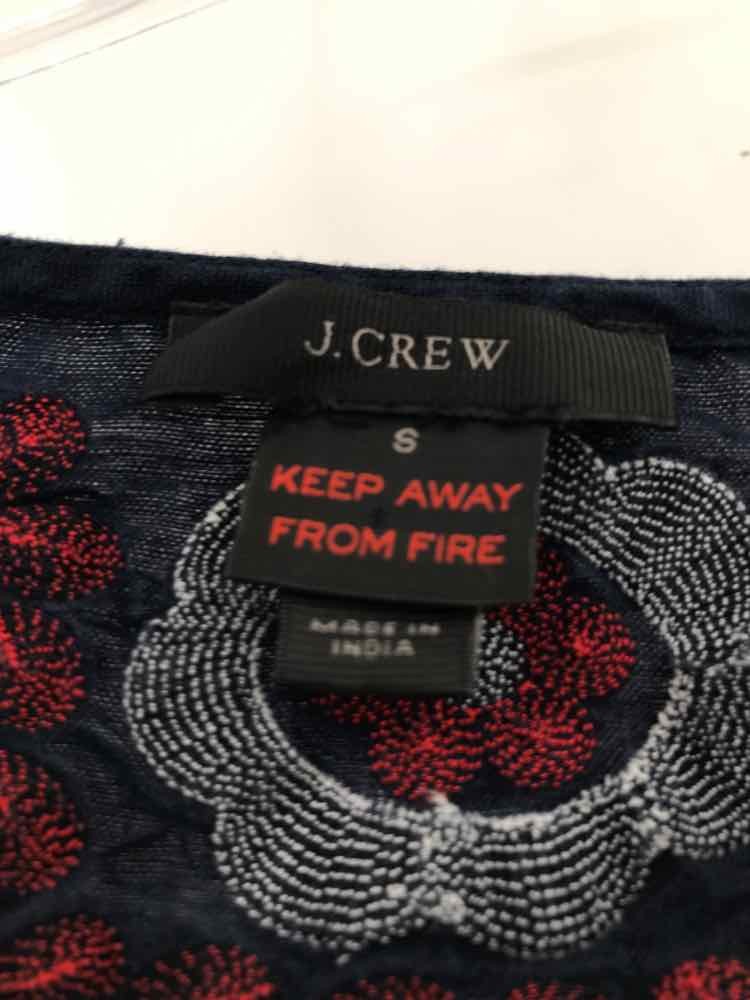 J.CREW
S
KEEP AWAY
FROM FIRE
MADE IN
INDIA